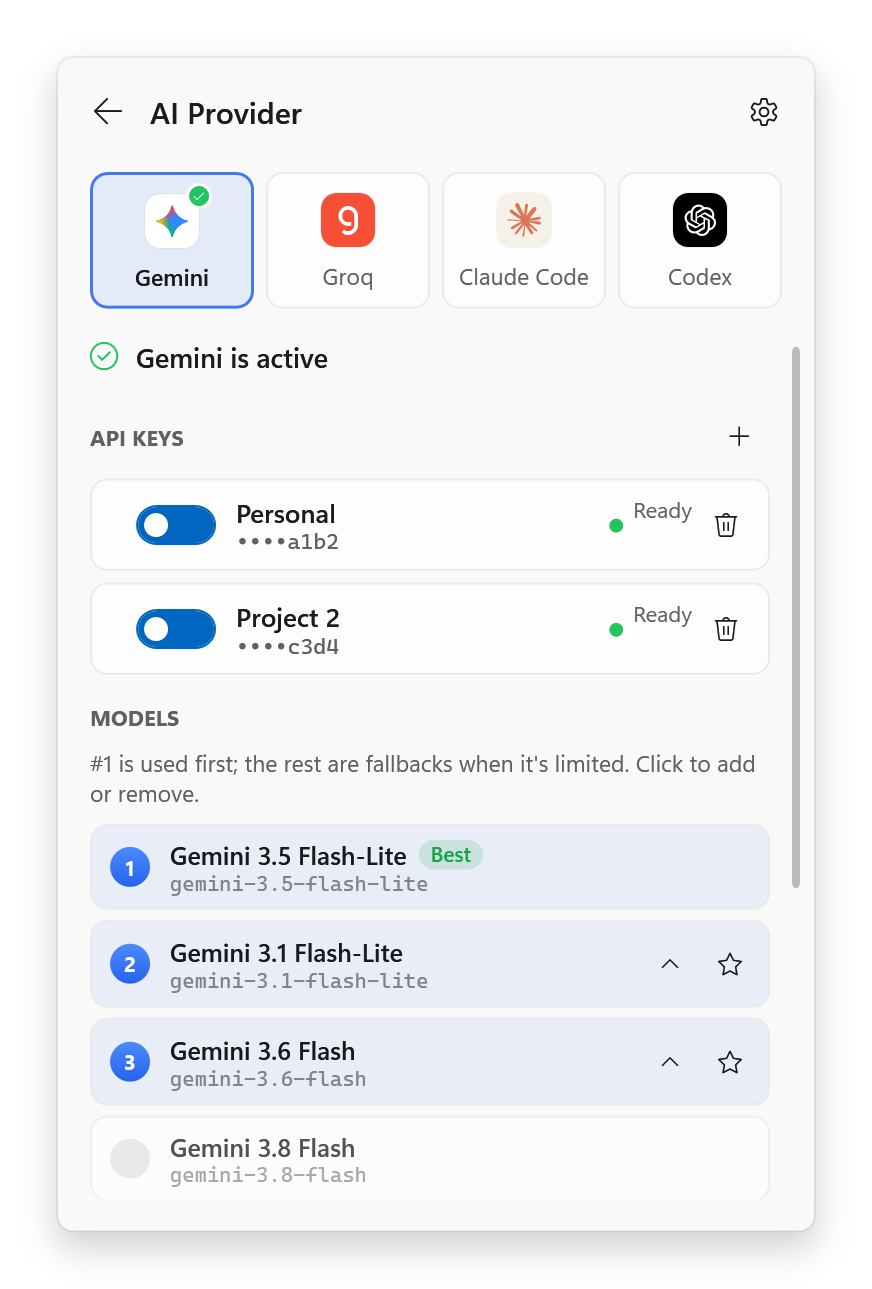 AI Provider
Gemini
Groq
Claude Code
Codex
Gemini is active
API KEYS
Personal
••••a1b2
Ready
Project 2
••••c3d4
Ready
MODELS
#1 is used first; the rest are fallbacks when it's limited. Click to add
or remove.
1
Gemini 3.5 Flash-Lite Best
gemini-3.5-flash-lite
2
Gemini 3.1 Flash-Lite
gemini-3.1-flash-lite
3
Gemini 3.6 Flash
gemini-3.6-flash
Gemini 3.8 Flash
gemini-3.8-flash